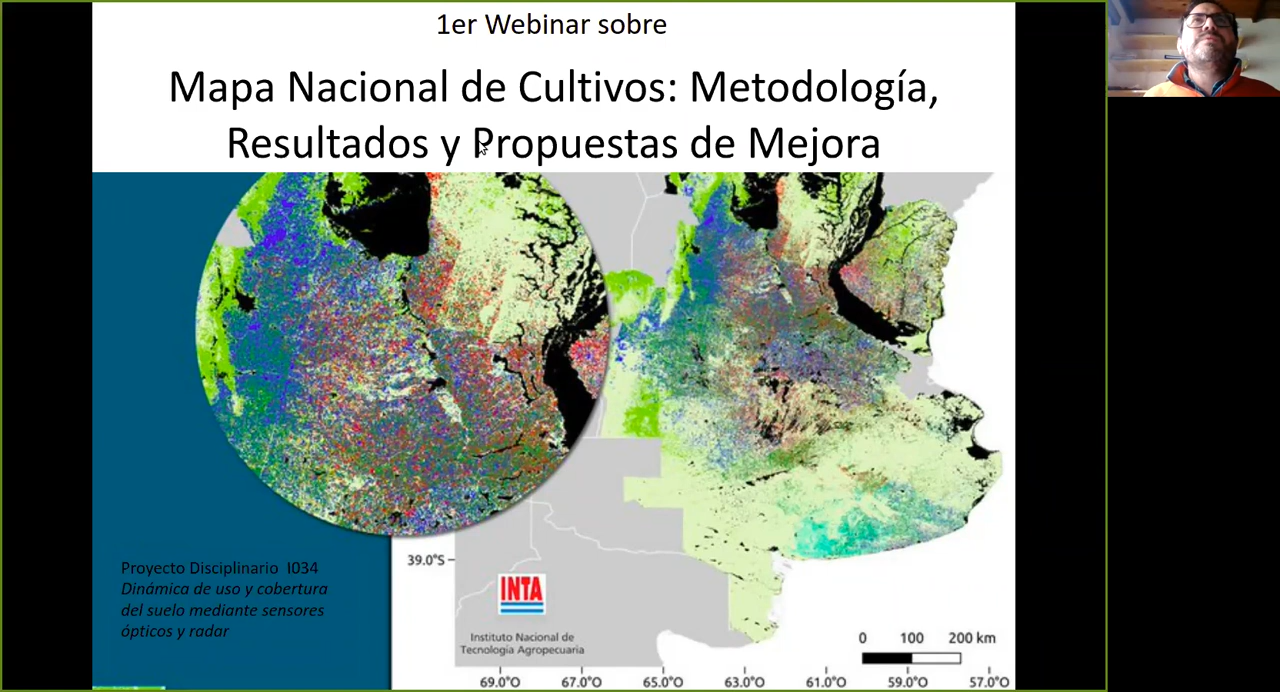 1er Webinar sobre
Mapa Nacional de Cultivos: Metodología,
Resultados y Propuestas de Mejora
Proyecto Disciplinario I034
Dinámica de uso y cobertura
del suelo mediante sensores
ópticos y radar
39.0°S
INTA
Instituto Nacional de
Tecnología Agropecuaria
0 100 200 km
69.0°O 67.0°O 65.0°O 63.0°O 61.0°O 59.0°O 57.0°O